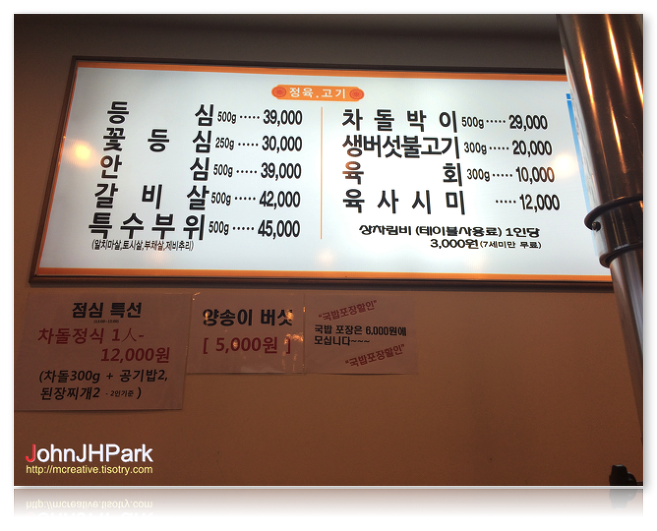 정육.고기
등심 500g ····· 39,000
꽃등심 250g ····· 30,000
안심 500g ····· 39,000
갈비살 500g ····· 42,000
특수부위 500g ····· 45,000
(말치마살,토시살,부채살,제비추리)
차돌박이 500g ····· 29,000
생버섯불고기 300g ····· 20,000
육회 300g ····· 10,000
육사시미 ····· 12,000
상차림비 (테이블사용료) 1인당
3,000원 (7세미만 무료)
점심 특선
차돌정식 1人-
12,000원
(차돌300g + 공기밥2,
된장찌개2 - 2인기준)
양송이 버섯
[ 5,000원 ]
"국밥포장할인"
국밥 포장은 6,000원에
모십니다~~~
"국밥포장할인"
JohnJHPark
http://mcreative.tisotry.com